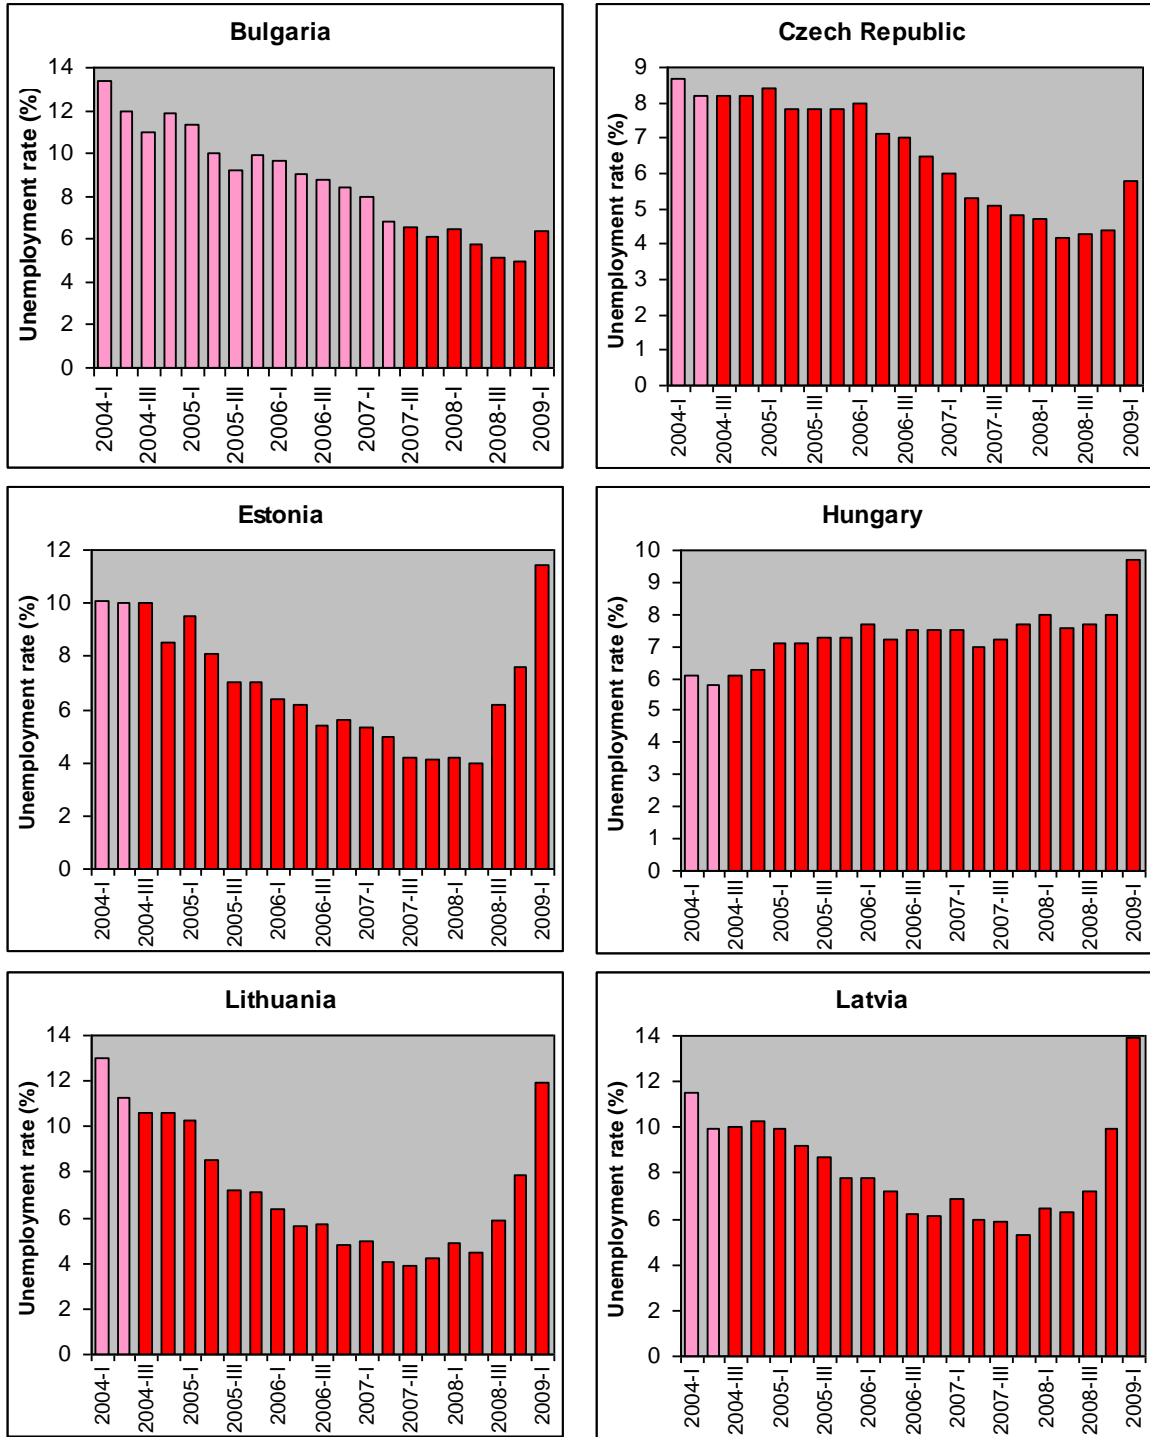 Bulgaria
Unemployment rate (%)
14
12
10
8
6
4
2
0
2004-I
2004-III
2005-I
2005-III
2006-I
2006-III
2007-I
2007-III
2008-I
2008-III
2009-I
Czech Republic
Unemployment rate (%)
9
8
7
6
5
4
3
2
1
0
2004-I
2004-III
2005-I
2005-III
2006-I
2006-III
2007-I
2007-III
2008-I
2008-III
2009-I
Estonia
Unemployment rate (%)
12
10
8
6
4
2
0
2004-I
2004-III
2005-I
2005-III
2006-I
2006-III
2007-I
2007-III
2008-I
2008-III
2009-I
Hungary
Unemployment rate (%)
10
9
8
7
6
5
4
3
2
1
0
2004-I
2004-III
2005-I
2005-III
2006-I
2006-III
2007-I
2007-III
2008-I
2008-III
2009-I
Lithuania
Unemployment rate (%)
14
12
10
8
6
4
2
0
2004-I
2004-III
2005-I
2005-III
2006-I
2006-III
2007-I
2007-III
2008-I
2008-III
2009-I
Latvia
Unemployment rate (%)
14
12
10
8
6
4
2
0
2004-I
2004-III
2005-I
2005-III
2006-I
2006-III
2007-I
2007-III
2008-I
2008-III
2009-I